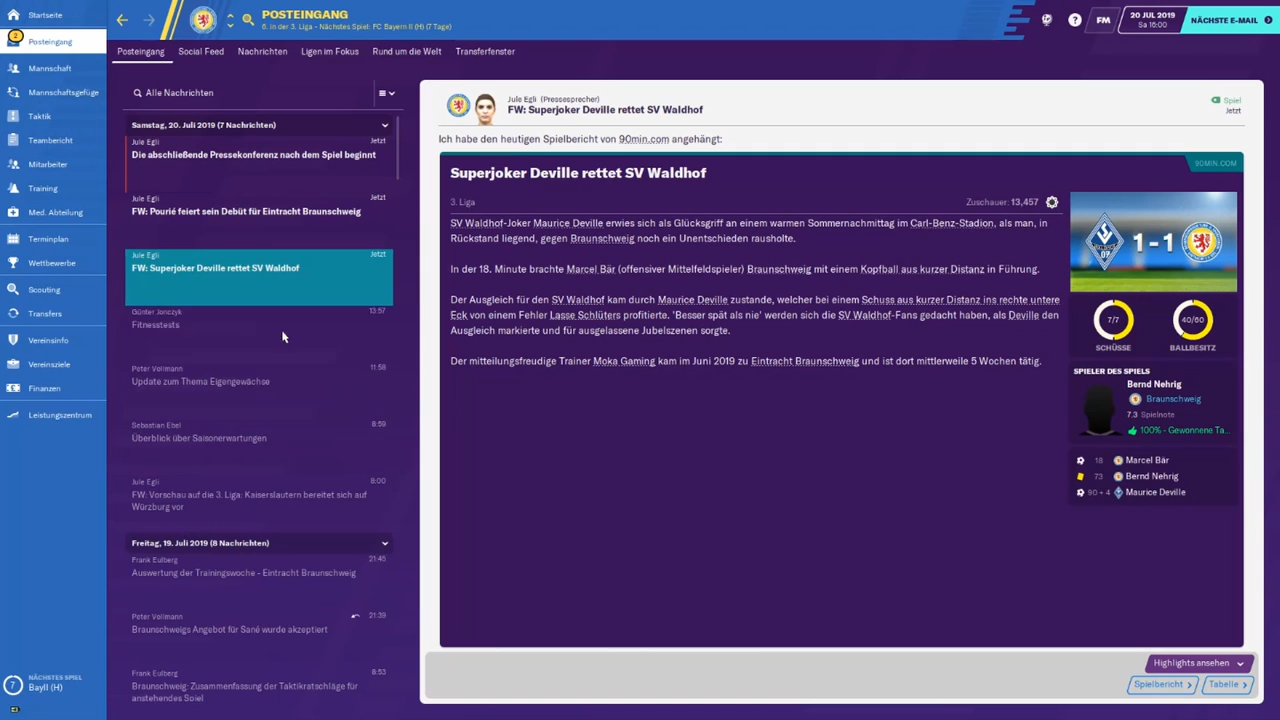 Startseite
2
Posteingang
Mannschaft
Mannschaftsgefüge
Taktik
Teambericht
Mitarbeiter
Training
Med. Abteilung
Terminplan
Wettbewerbe
Scouting
Transfers
Vereinsinfo
Vereinsziele
Finanzen
Leistungszentrum
7
NÄCHSTES SPIEL
BayII (H)
POSTEINGANG
6. in der 3. Liga - Nächstes Spiel: FC Bayern II (H) (7 Tage)
?
FM
20 JUL 2019
Sa 16:00
NÄCHSTE E-MAIL
Posteingang
Social Feed
Nachrichten
Ligen im Fokus
Rund um die Welt
Transferfenster
Alle Nachrichten
Samstag, 20. Juli 2019 (7 Nachrichten)
Jule Egli
Jetzt
Die abschließende Pressekonferenz nach dem Spiel beginnt
Jule Egli
Jetzt
FW: Pourié feiert sein Debüt für Eintracht Braunschweig
Jule Egli
Jetzt
FW: Superjoker Deville rettet SV Waldhof
Günter Jonczyk
13:57
Fitnesstests
Peter Vollmann
11:58
Update zum Thema Eigengewächse
Sebastian Ebel
8:59
Überblick über Saisonerwartungen
Jule Egli
8:00
FW: Vorschau auf die 3. Liga: Kaiserslautern bereitet sich auf
Würzburg vor
Freitag, 19. Juli 2019 (8 Nachrichten)
Frank Eulberg
21:45
Auswertung der Trainingswoche - Eintracht Braunschweig
Peter Vollmann
21:39
Braunschweigs Angebot für Sané wurde akzeptiert
Frank Eulberg
8:53
Braunschweig: Zusammenfassung der Taktikratschläge für
anstehendes Spiel
Jule Egli (Pressesprecher)
FW: Superjoker Deville rettet SV Waldhof
Spiel
Jetzt
Ich habe den heutigen Spielbericht von 90min.com angehängt:
90MIN.COM
Superjoker Deville rettet SV Waldhof
3. Liga
Zuschauer: 13,457
SV Waldhof-Joker Maurice Deville erwies sich als Glücksgriff an einem warmen Sommernachmittag im Carl-Benz-Stadion, als man, in
Rückstand liegend, gegen Braunschweig noch ein Unentschieden rausholte.
In der 18. Minute brachte Marcel Bär (offensiver Mittelfeldspieler) Braunschweig mit einem Kopfball aus kurzer Distanz in Führung.
Der Ausgleich für den SV Waldhof kam durch Maurice Deville zustande, welcher bei einem Schuss aus kurzer Distanz ins rechte untere
Eck von einem Fehler Lasse Schlüters profitierte. 'Besser spät als nie' werden sich die SV Waldhof-Fans gedacht haben, als Deville den
Ausgleich markierte und für ausgelassene Jubelszenen sorgte.
Der mitteilungsfreudige Trainer Moka Gaming kam im Juni 2019 zu Eintracht Braunschweig und ist dort mittlerweile 5 Wochen tätig.
1-1
7/7
SCHÜSSE
40/60
BALLBESITZ
SPIELER DES SPIELS
Bernd Nehrig
Braunschweig
7.3 Spielnote
100% - Gewonnene Ta...
18 Marcel Bär
73 Bernd Nehrig
90 + 4 Maurice Deville
Highlights ansehen
Spielbericht
Tabelle